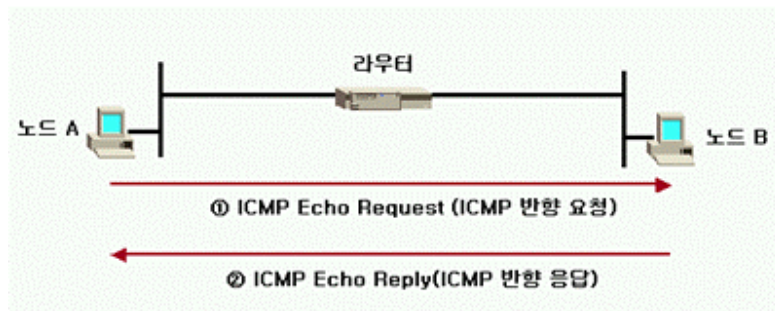 라우터
노드 A
노드 B
① ICMP Echo Request (ICMP 반향 요청)
② ICMP Echo Reply(ICMP 반향 응답)